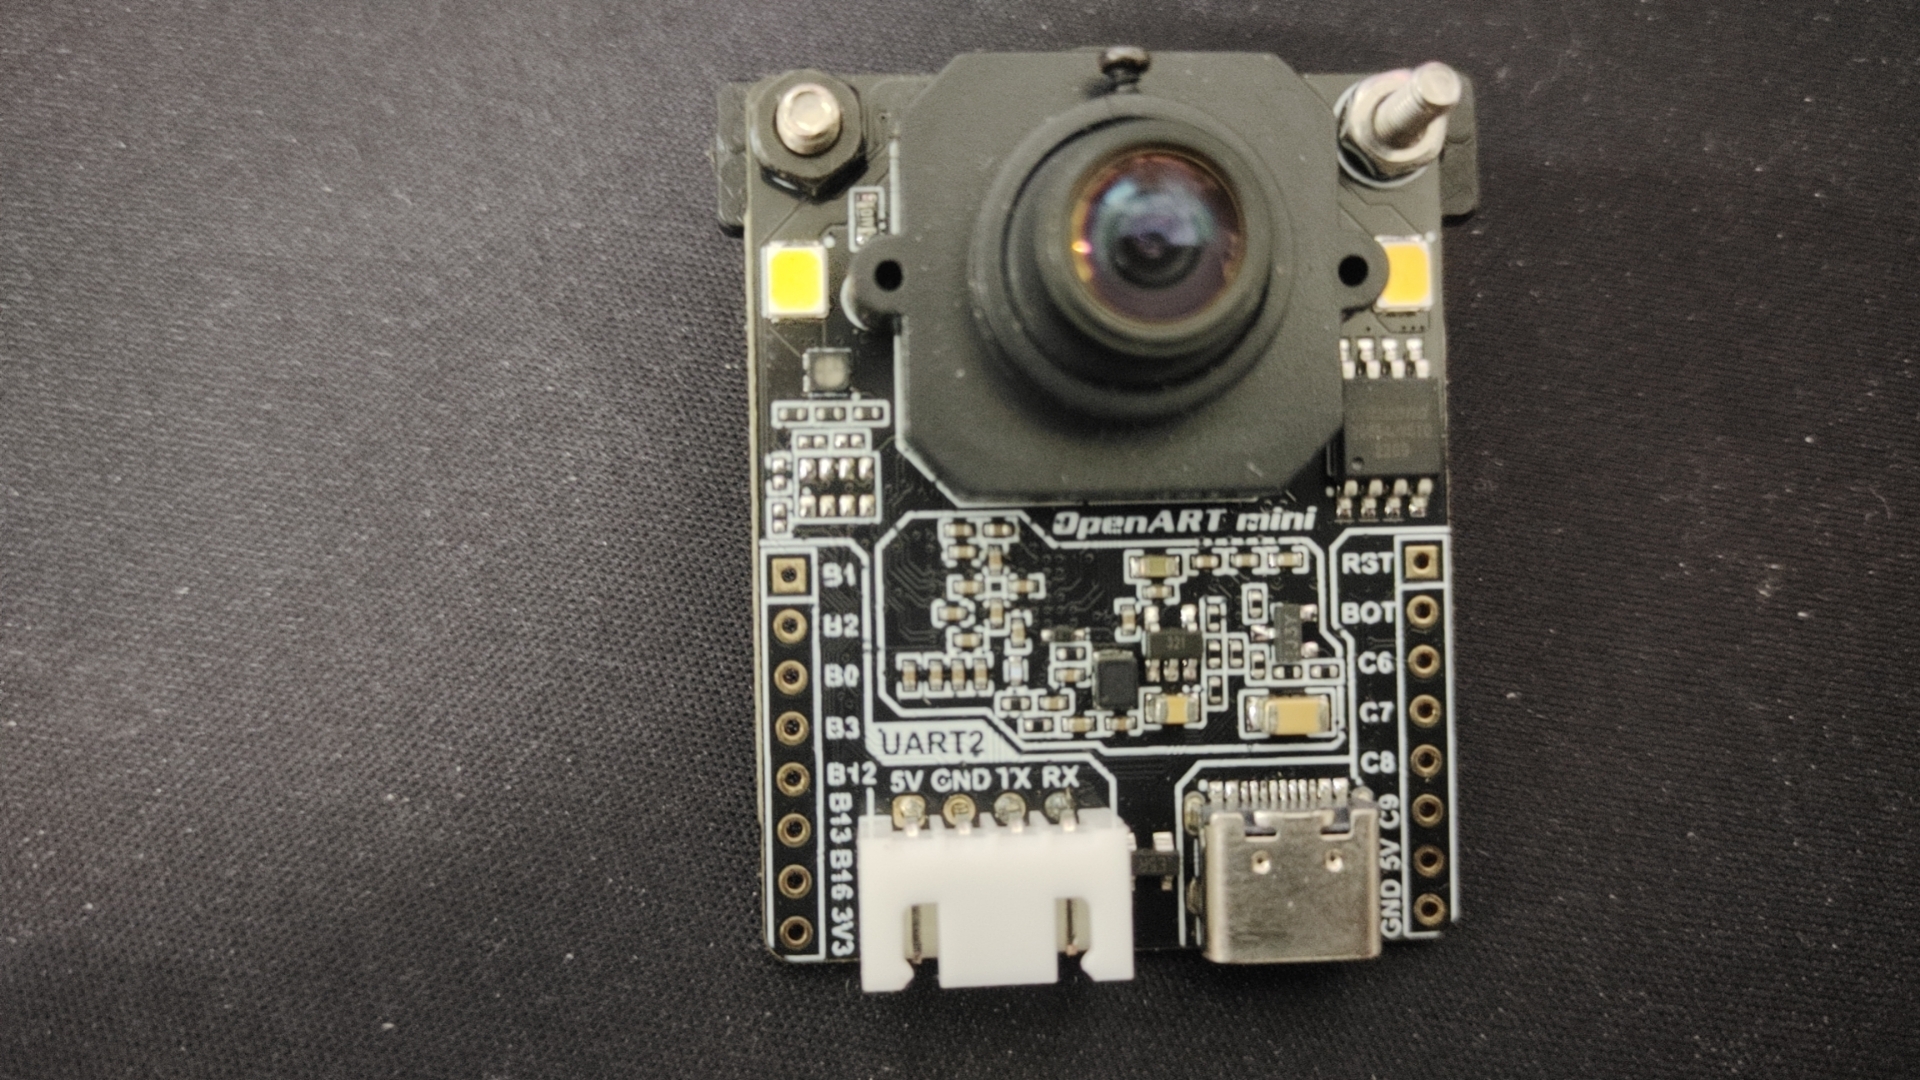 OpenART mini
B1
B2
B0
B3
B12
B13
B16
3V3
UART2
5V GND TX RX
321
RST
BOT
C6
C7
C8
C9
5V
GND